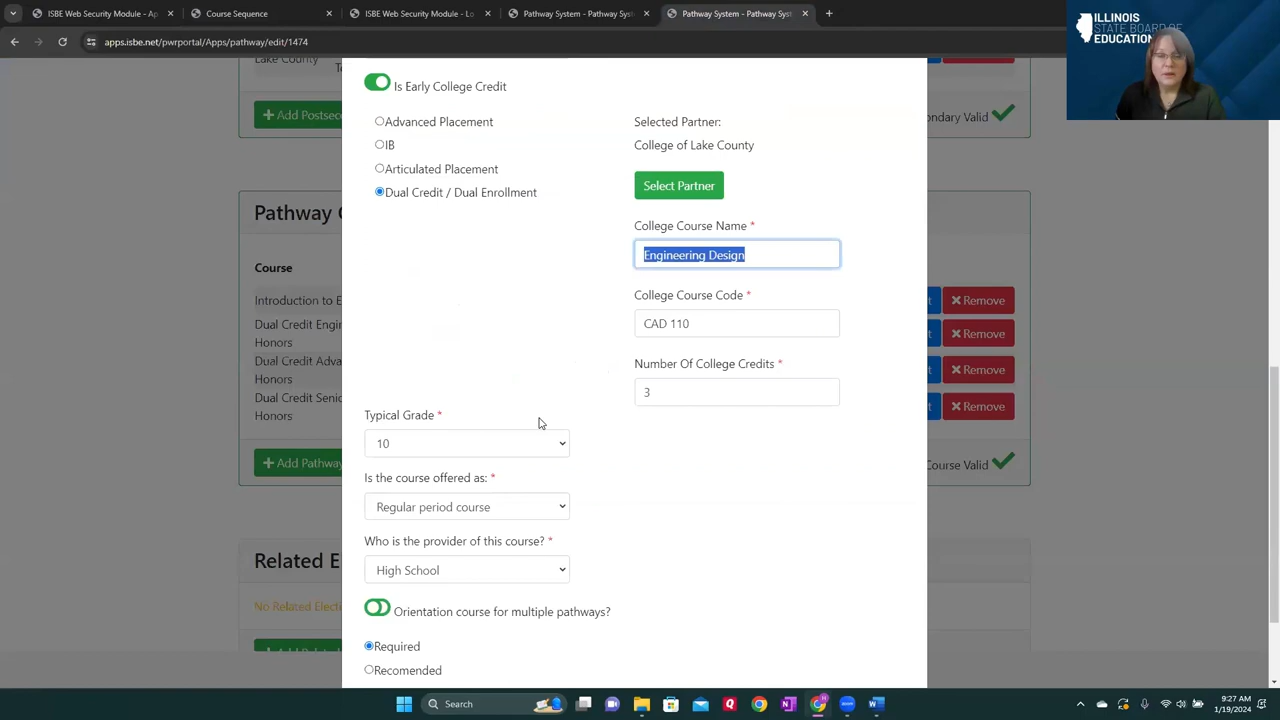 ISBE Web Security Module - Ap
Course Sequence
ISBE Web Security Module - Lo
Pathway System - Pathways
Pathway System - Pathways
apps.isbe.net/pwrportal/Apps/pathway/edit/1474
ILLINOIS
STATE BOARD OF
EDUCATION
Lake County
Add Postsec
ndary Valid
Is Early College Credit
Advanced Placement
IB
Articulated Placement
Dual Credit / Dual Enrollment
Selected Partner:
College of Lake County
Select Partner
College Course Name *
Engineering Design
College Course Code *
CAD 110
Number Of College Credits *
3
Pathway
Course
Introduction to E
Remove
Dual Credit Engi
Honors
Remove
Dual Credit Adva
Honors
Remove
Dual Credit Senio
Honors
Remove
Add Pathway
Course Valid
Typical Grade *
10
Is the course offered as: *
Regular period course
Who is the provider of this course? *
High School
Orientation course for multiple pathways?
Required
Recomended
Related E
No Related Electi
Search
9:27 AM
1/19/2024